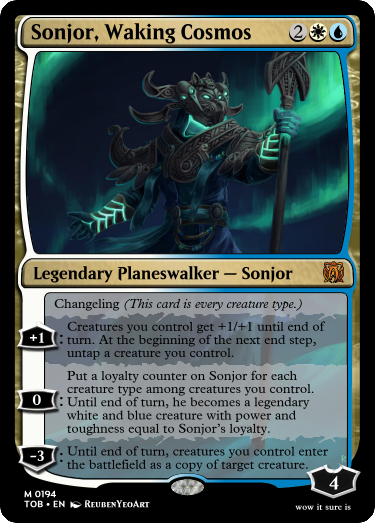 Sonjor, Waking Cosmos 2
Legendary Planeswalker — Sonjor
Changeling (This card is every creature type.)
+1: Creatures you control get +1/+1 until end of
turn. At the beginning of the next end step,
untap a creature you control.
Put a loyalty counter on Sonjor for each
creature type among creatures you control.
0: Until end of turn, he becomes a legendary
white and blue creature with power and
toughness equal to Sonjor's loyalty.
-3: Until end of turn, creatures you control enter
the battlefield as a copy of target creature.
4
M 0194
TOB • EN ReubenYeoArt
wow it sure is